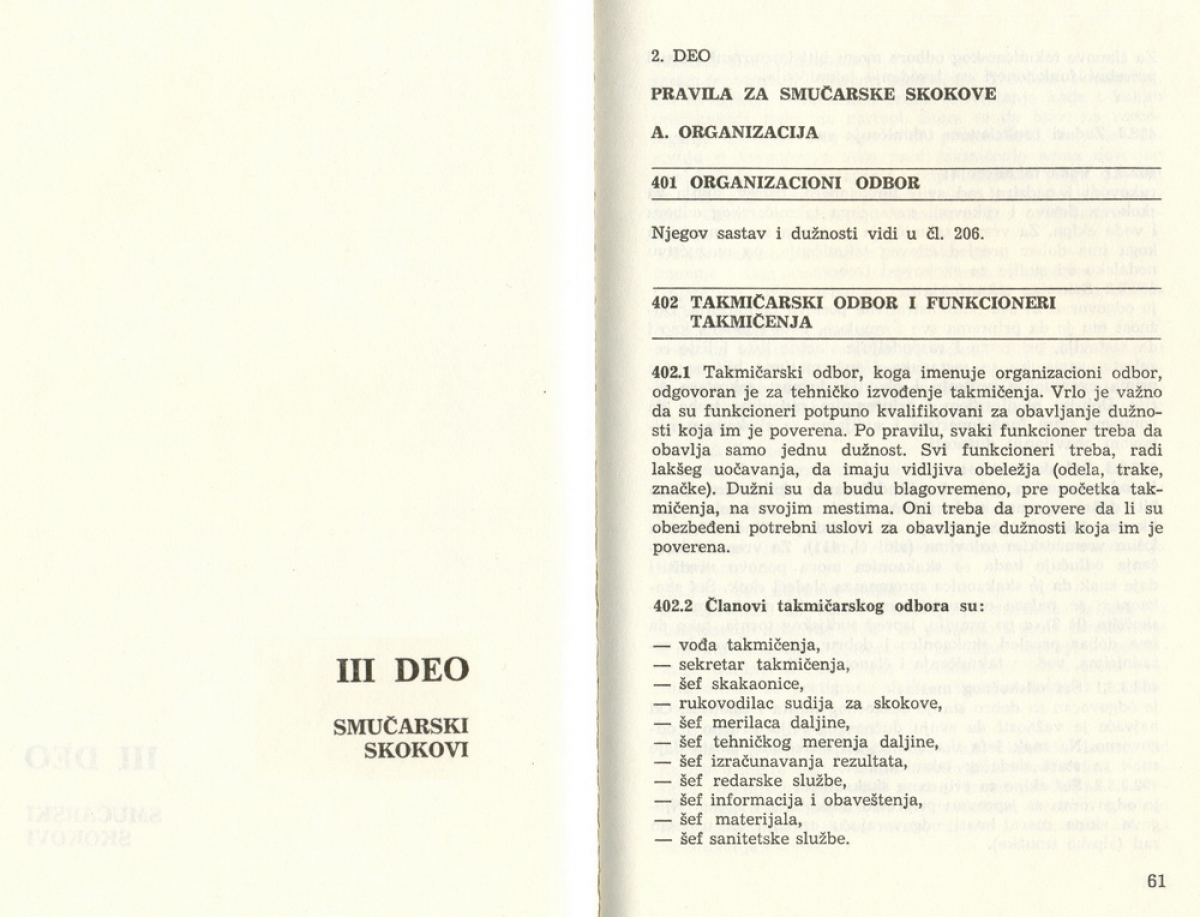 III DEO
SMUČARSKI
SKOKOVI
2. DEO
PRAVILA ZA SMUČARSKE SKOKOVE
A. ORGANIZACIJA
401 ORGANIZACIONI ODBOR
Njegov sastav i dužnosti vidi u čl. 206.
402 TAKMIČARSKI ODBOR I FUNKCIONERI
TAKMIČENJA
402.1 Takmičarski odbor, koga imenuje organizacioni odbor,
odgovoran je za tehničko izvođenje takmičenja. Vrlo je važno
da su funkcioneri potpuno kvalifikovani za obavljanje dužno-
sti koja im je poverena. Po pravilu, svaki funkcioner treba da
obavlja samo jednu dužnost. Svi funkcioneri treba, radi
lakšeg uočavanja, da imaju vidljiva obeležja (odela, trake,
značke). Dužni su da budu blagovremeno, pre početka tak-
mičenja, na svojim mestima. Oni treba da provere da li su
obezbeđeni potrebni uslovi za obavljanje dužnosti koja im je
poverena.
402.2 Članovi takmičarskog odbora su:
— vođa takmičenja,
— sekretar takmičenja,
— šef skakaonice,
— rukovodilac sudija za skokove,
— šef merilaca daljine,
— šef tehničkog merenja daljine,
— šef izračunavanja rezultata,
— šef redarske službe,
— šef informacija i obaveštenja,
— šef materijala,
— šef sanitetske službe.
61